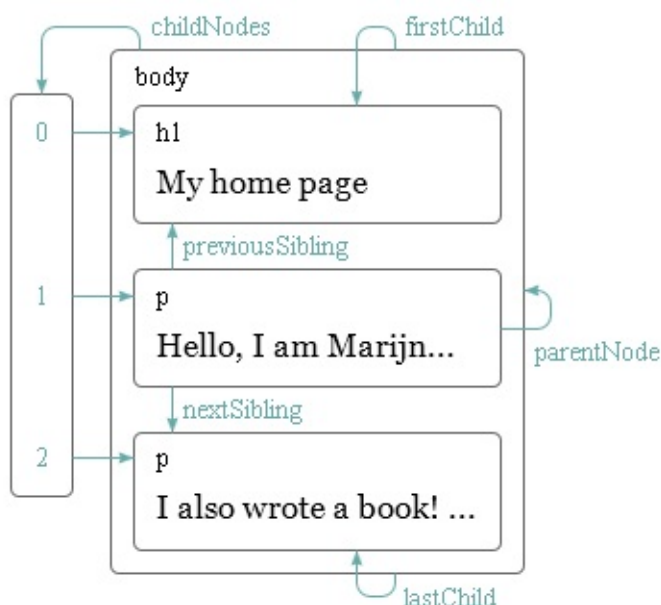 childNodes
firstChild
body
0
h1
My home page
previousSibling
1
p
Hello, I am Marijn...
parentNode
nextSibling
2
p
I also wrote a book! ...
lastChild